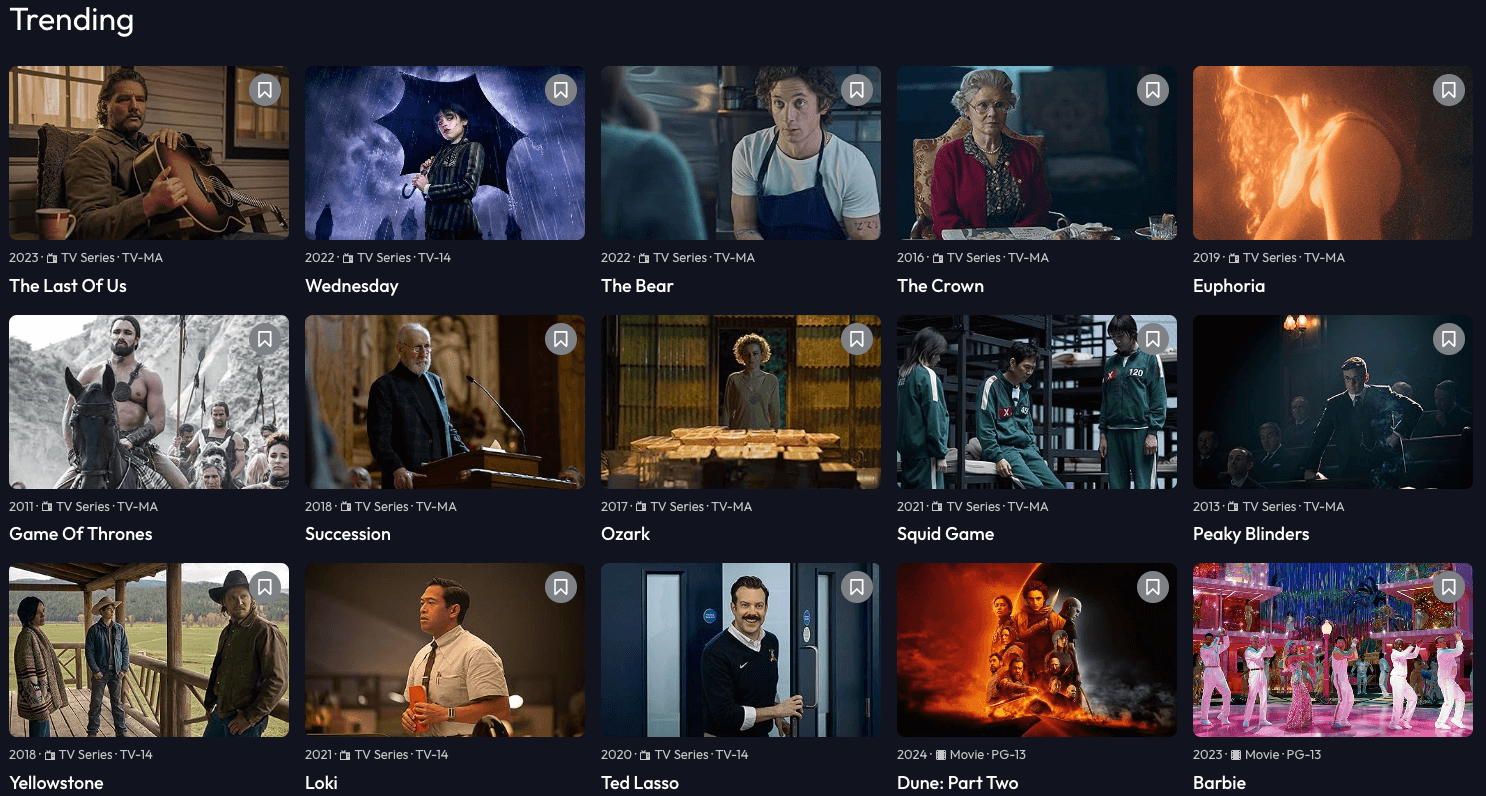 Trending
2023 · TV Series · TV-MA
The Last Of Us
2022 · TV Series · TV-14
Wednesday
2022 · TV Series · TV-MA
The Bear
2016 · TV Series · TV-MA
The Crown
2019 · TV Series · TV-MA
Euphoria
120
2011 · TV Series · TV-MA
Game Of Thrones
2018 · TV Series · TV-MA
Succession
2017 · TV Series · TV-MA
Ozark
2021 · TV Series · TV-MA
Squid Game
2013 · TV Series · TV-MA
Peaky Blinders
2018 · TV Series · TV-14
Yellowstone
2021 · TV Series · TV-14
Loki
2020 · TV Series · TV-14
Ted Lasso
2024 · Movie · PG-13
Dune: Part Two
2023 · Movie · PG-13
Barbie